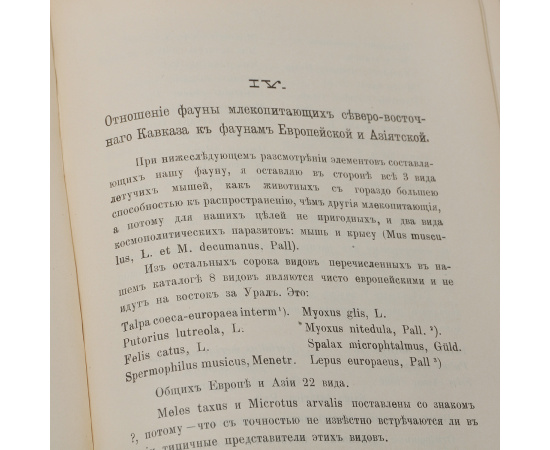 IV.
Отношеніе фауны млекопитающихъ сѣверо-восточ-
наго Кавказа къ фаунамъ Европейской и Азіятской.
При нижеслѣдующемъ разсмотрѣніи элементовъ составля-
ющихъ нашу фауну, я оставляю въ сторонѣ всѣ 3 вида
летучихъ мышей, какъ животныхъ съ гораздо большею
способностью къ распространенію, чѣмъ другія млекопитающія,
а потому для нашихъ цѣлей не пригодныхъ, и два вида
космополитическихъ паразитовъ: мышь и крысу (Mus muscu-
lus, L. et M. decumanus, Pall).
Изъ остальныхъ сорока видовъ перечисленныхъ въ на-
шемъ каталогѣ 8 видовъ являются чисто европейскими и не
идутъ на востокъ за Уралъ. Это:
Talpa coeca-europaea interm ¹). Myoxus glis, L.
Putorius lutreola, L. Myoxus nitedula, Pall. ²).
Felis catus, L. Spalax microphtalmus, Güld.
Spermophilus musicus, Menetr. Lepus europaeus, Pall ³)
Общихъ Европѣ и Азіи 22 вида.
Meles taxus и Microtus arvalis поставлены со знакомъ
?, потому—что съ точностью не извѣстно встрѣчаются ли въ
типичные представители этихъ видовъ.